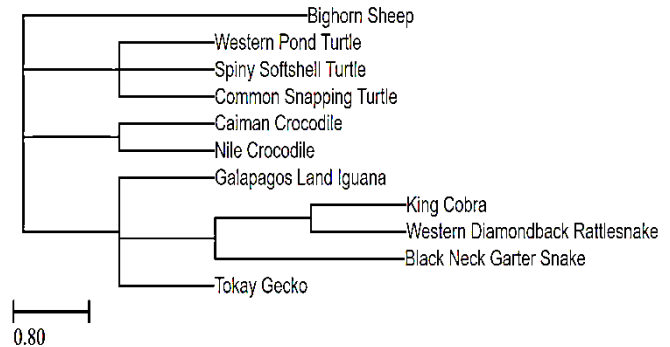 Bighorn Sheep
Western Pond Turtle
Spiny Softshell Turtle
Common Snapping Turtle
Caiman Crocodile
Nile Crocodile
Galapagos Land Iguana
King Cobra
Western Diamondback Rattlesnake
Black Neck Garter Snake
Tokay Gecko
0.80